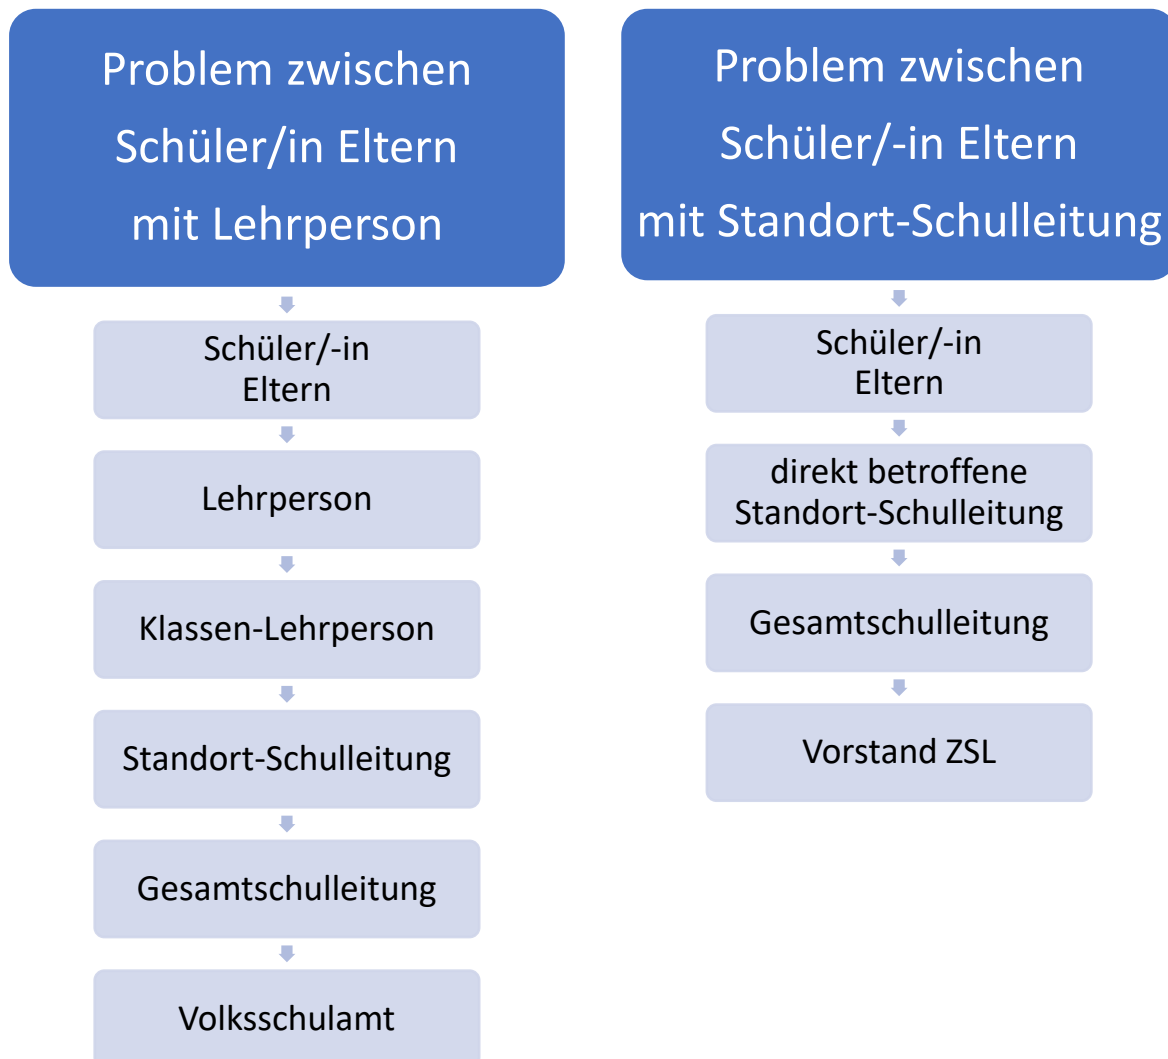 Problem zwischen
Schüler/in Eltern
mit Lehrperson
Schüler/-in
Eltern
Lehrperson
Klassen-Lehrperson
Standort-Schulleitung
Gesamtschulleitung
Volksschulamt
Problem zwischen
Schüler/-in Eltern
mit Standort-Schulleitung
Schüler/-in
Eltern
direkt betroffene
Standort-Schulleitung
Gesamtschulleitung
Vorstand ZSL